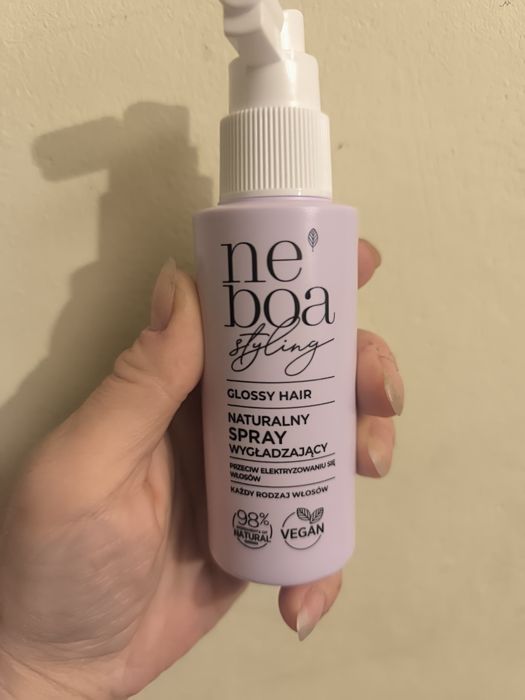 ne
boa
styling
GLOSSY HAIR
NATURALNY
SPRAY
WYGŁADZAJĄCY
PRZECIW ELEKTRYZOWANIU SIĘ
WŁOSÓW
KAŻDY RODZAJ WŁOSÓW
98%
NATURAL
VEGAN